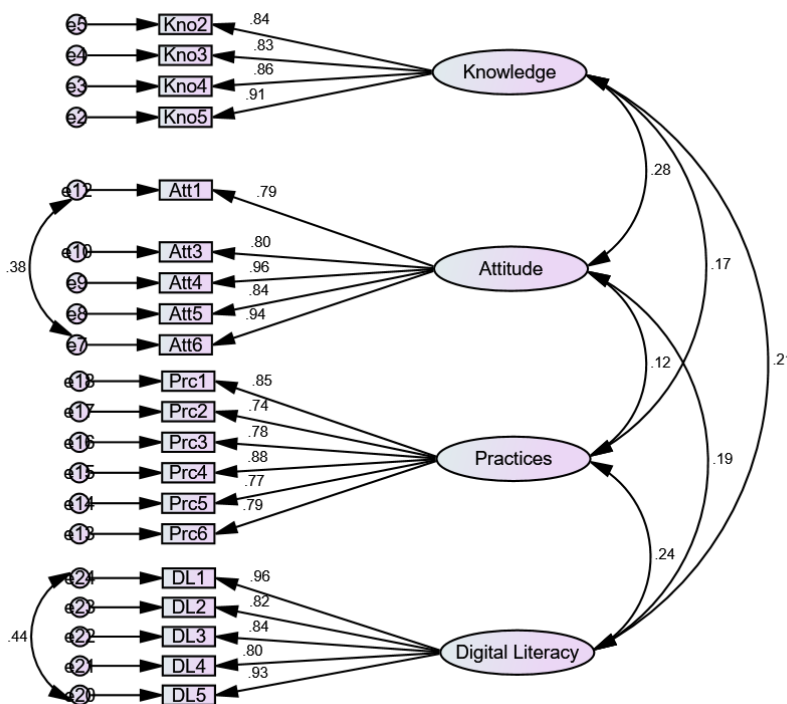 e5 Kno2 .84
e4 Kno3 .83
e3 Kno4 .86
e2 Kno5 .91
Knowledge
.28
e12 Att1 .79
e10 Att3 .80
e9 Att4 .96
e8 Att5 .84
e7 Att6 .94
.38
Attitude
.17
.12
e18 Prc1 .85
e17 Prc2 .74
e16 Prc3 .78
e15 Prc4 .88
e14 Prc5 .77
e13 Prc6 .79
Practices
.21
.19
.24
e24 DL1 .96
e23 DL2 .82
e22 DL3 .84
e21 DL4 .80
e20 DL5 .93
.44
Digital Literacy